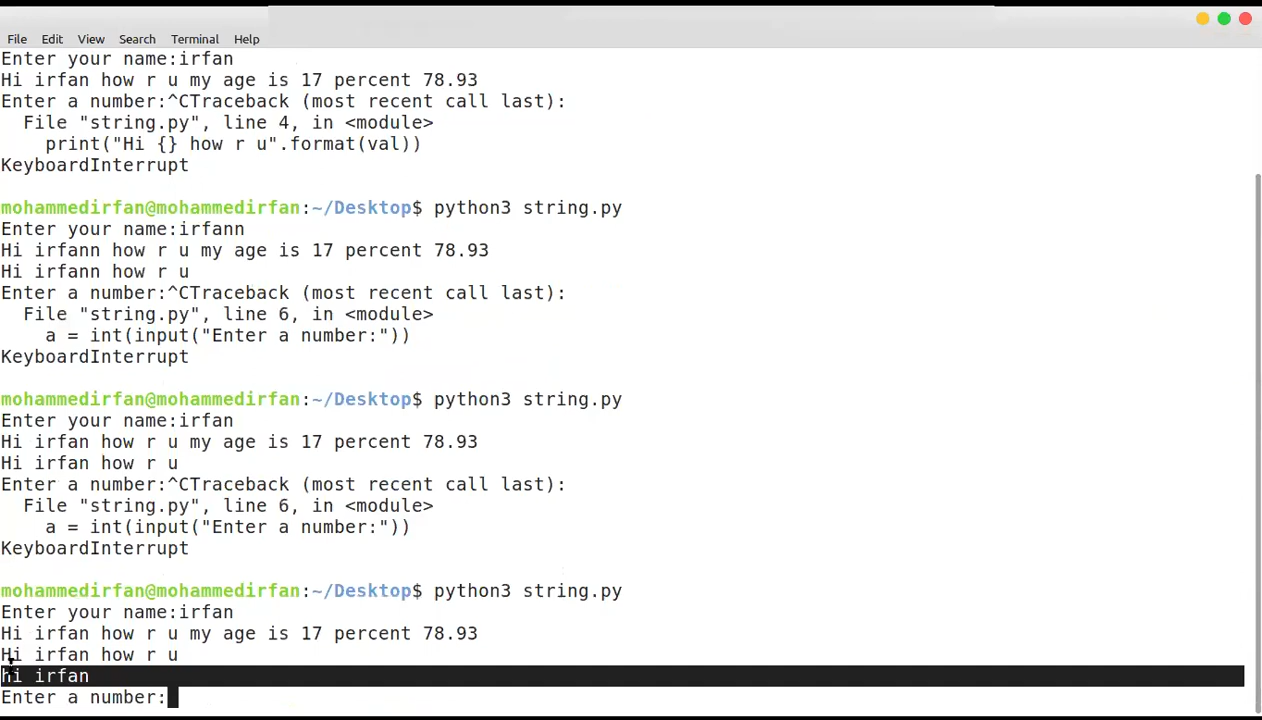 File Edit View Search Terminal Help
Enter your name:irfan
Hi irfan how r u my age is 17 percent 78.93
Enter a number:^CTraceback (most recent call last):
  File "string.py", line 4, in <module>
    print("Hi {} how r u".format(val))
KeyboardInterrupt
mohammedirfan@mohammedirfan:~/Desktop$ python3 string.py
Enter your name:irfann
Hi irfann how r u my age is 17 percent 78.93
Hi irfann how r u
Enter a number:^CTraceback (most recent call last):
  File "string.py", line 6, in <module>
    a = int(input("Enter a number:"))
KeyboardInterrupt
mohammedirfan@mohammedirfan:~/Desktop$ python3 string.py
Enter your name:irfan
Hi irfan how r u my age is 17 percent 78.93
Hi irfan how r u
Enter a number:^CTraceback (most recent call last):
  File "string.py", line 6, in <module>
    a = int(input("Enter a number:"))
KeyboardInterrupt
mohammedirfan@mohammedirfan:~/Desktop$ python3 string.py
Enter your name:irfan
Hi irfan how r u my age is 17 percent 78.93
Hi irfan how r u
hi irfan
Enter a number: